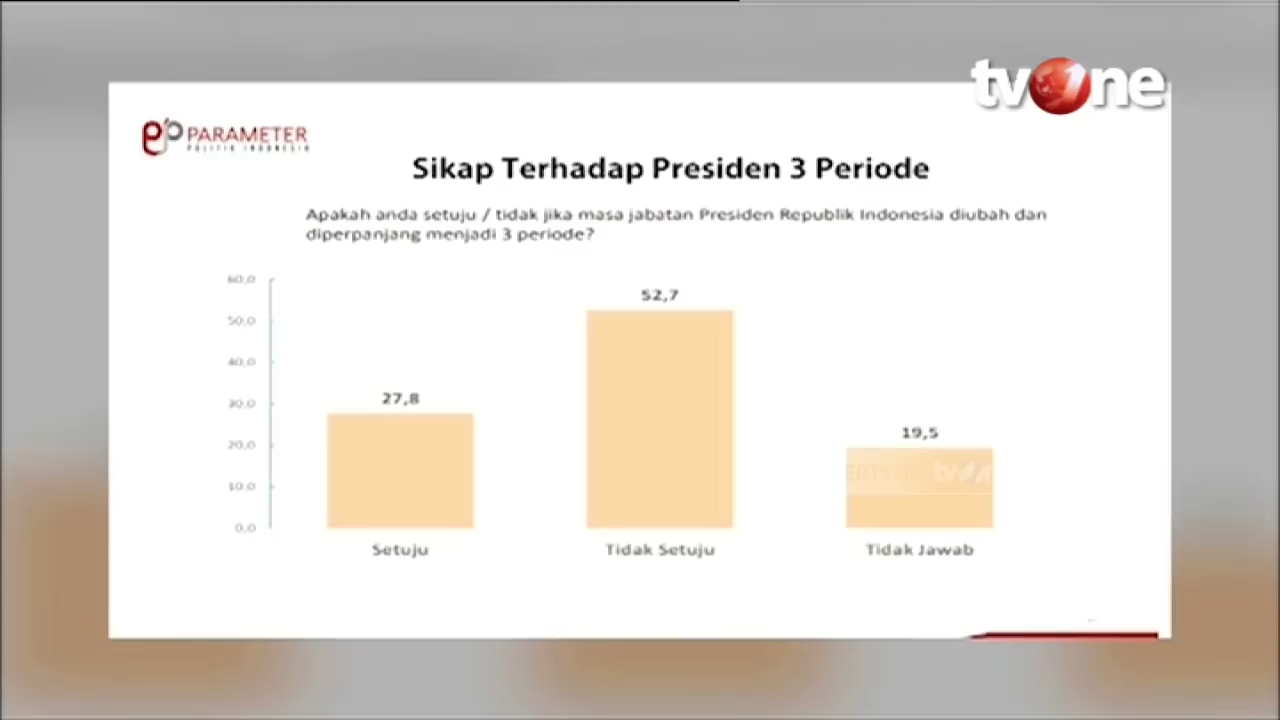 tvOne
PARAMETER
POLITIK INDONESIA
Sikap Terhadap Presiden 3 Periode
Apakah anda setuju / tidak jika masa jabatan Presiden Republik Indonesia diubah dan
diperpanjang menjadi 3 periode?
60,0
50,0
40,0
30,0
20,0
10,0
0,0
27,8
52,7
19,5
tvOne
Setuju
Tidak Setuju
Tidak Jawab